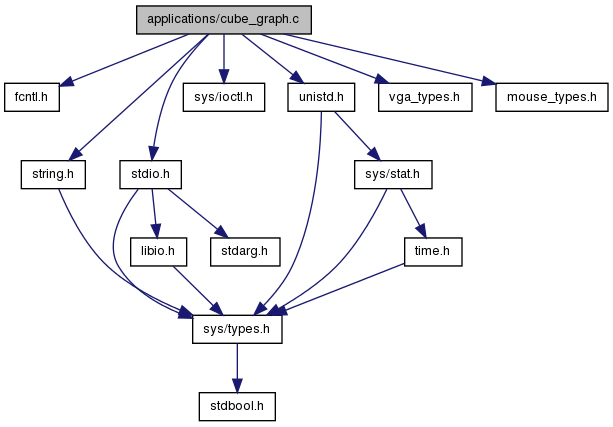 applications/cube_graph.c
fcntl.h
sys/ioctl.h
unistd.h
vga_types.h
mouse_types.h
string.h
stdio.h
sys/stat.h
libio.h
stdarg.h
time.h
sys/types.h
stdbool.h